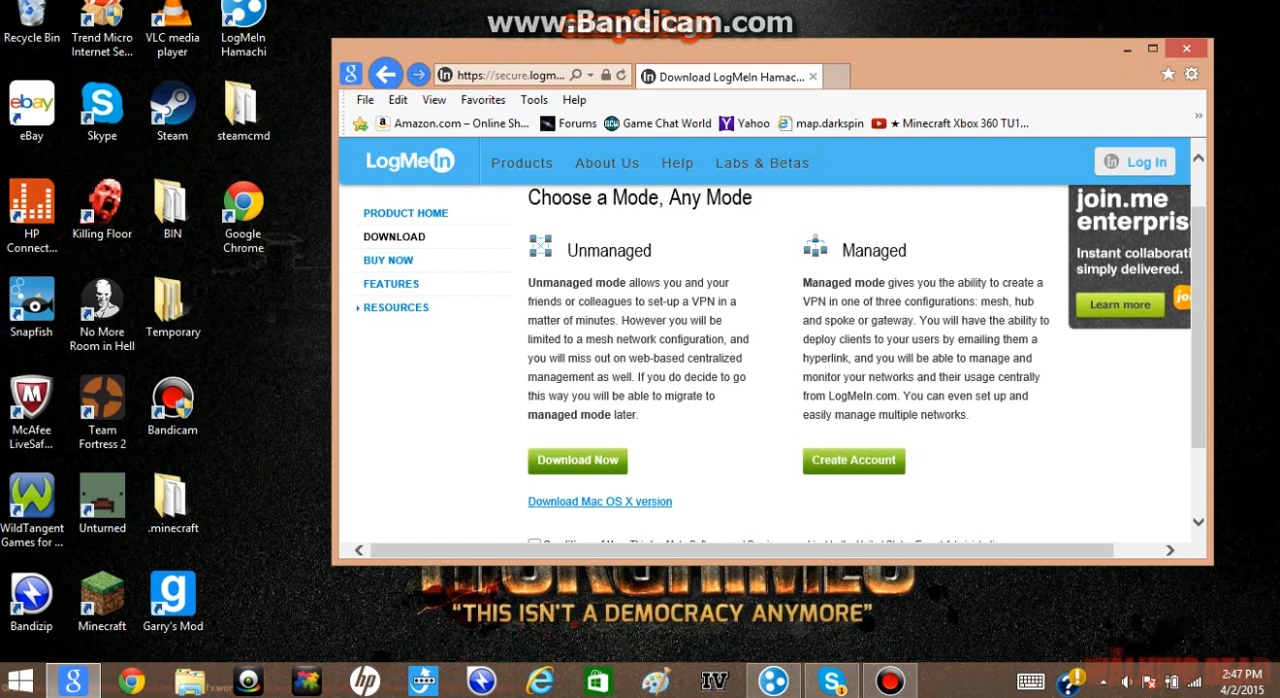 www.Bandicam.com
Recycle Bin
Trend Micro
Internet Se...
VLC media
player
LogMeIn
Hamachi
ebay
eBay
Skype
Steam
steamcmd
HP
Connect...
Killing Floor
BIN
Google
Chrome
Snapfish
No More
Room in Hell
Temporary
McAfee
LiveSaf...
Team
Fortress 2
Bandicam
WildTangent
Games for ...
Unturned
.minecraft
Bandizip
Minecraft
Garry's Mod
https://secure.logm...
Download LogMeIn Hamac...
File Edit View Favorites Tools Help
Amazon.com – Online Sh...
Forums
Game Chat World
Yahoo
map.darkspin
★ Minecraft Xbox 360 TU1...
LogMeIn
Products About Us Help Labs & Betas
Log In
PRODUCT HOME
DOWNLOAD
BUY NOW
FEATURES
RESOURCES
Choose a Mode, Any Mode
Unmanaged
Unmanaged mode allows you and your
friends or colleagues to set-up a VPN in a
matter of minutes. However you will be
limited to a mesh network configuration, and
you will miss out on web-based centralized
management as well. If you do decide to go
this way you will be able to migrate to
managed mode later.
Download Now
Download Mac OS X version
Managed
Managed mode gives you the ability to create a
VPN in one of three configurations: mesh, hub
and spoke or gateway. You will have the ability to
deploy clients to your users by emailing them a
hyperlink, and you will be able to manage and
monitor your networks and their usage centrally
from LogMeIn.com. You can even set up and
easily manage multiple networks.
Create Account
join.me
enterpris
Instant collaborati
simply delivered.
Learn more
“THIS ISN'T A DEMOCRACY ANYMORE”
hp
IV
2:47 PM
4/2/2015